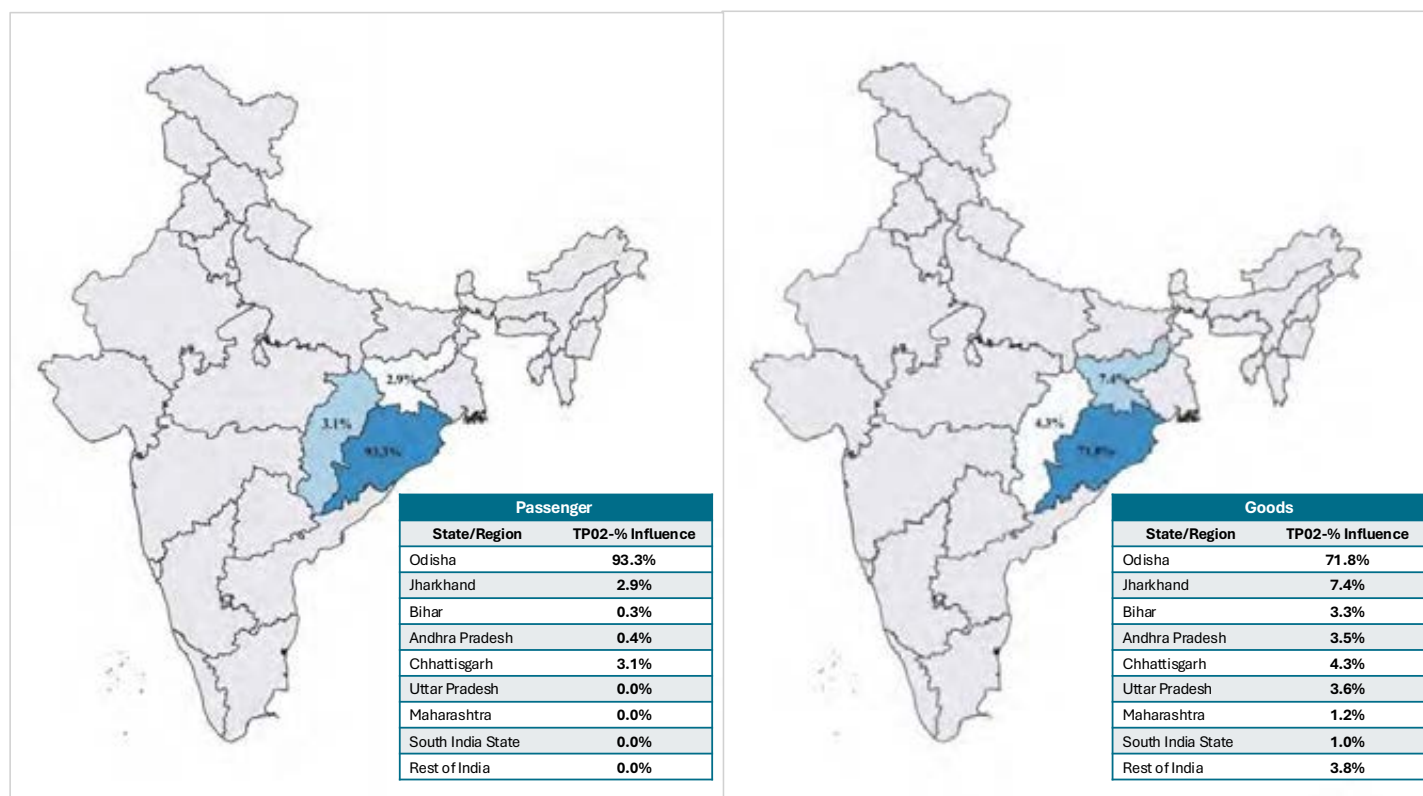 2.9%
3.1%
93.3%
Passenger
State/Region TP02-% Influence
Odisha 93.3%
Jharkhand 2.9%
Bihar 0.3%
Andhra Pradesh 0.4%
Chhattisgarh 3.1%
Uttar Pradesh 0.0%
Maharashtra 0.0%
South India State 0.0%
Rest of India 0.0%
7.4%
4.3%
71.8%
Goods
State/Region TP02-% Influence
Odisha 71.8%
Jharkhand 7.4%
Bihar 3.3%
Andhra Pradesh 3.5%
Chhattisgarh 4.3%
Uttar Pradesh 3.6%
Maharashtra 1.2%
South India State 1.0%
Rest of India 3.8%